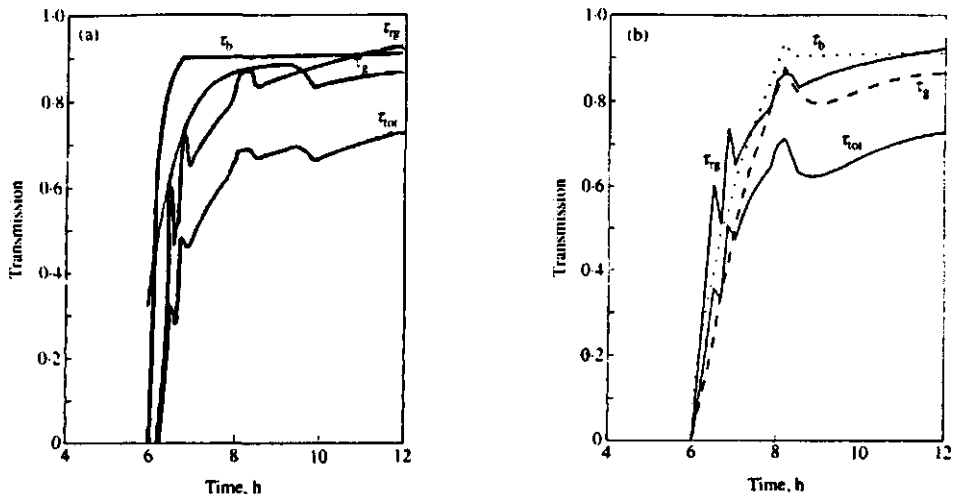 (a)
Transmission
1·0
0·8
0·6
0·4
0·2
0
τb
τrg
τg
τtot
4
6
8
10
12
Time, h
(b)
Transmission
1·0
0·8
0·6
0·4
0·2
0
τb
τg
τrg
τtot
4
6
8
10
12
Time, h